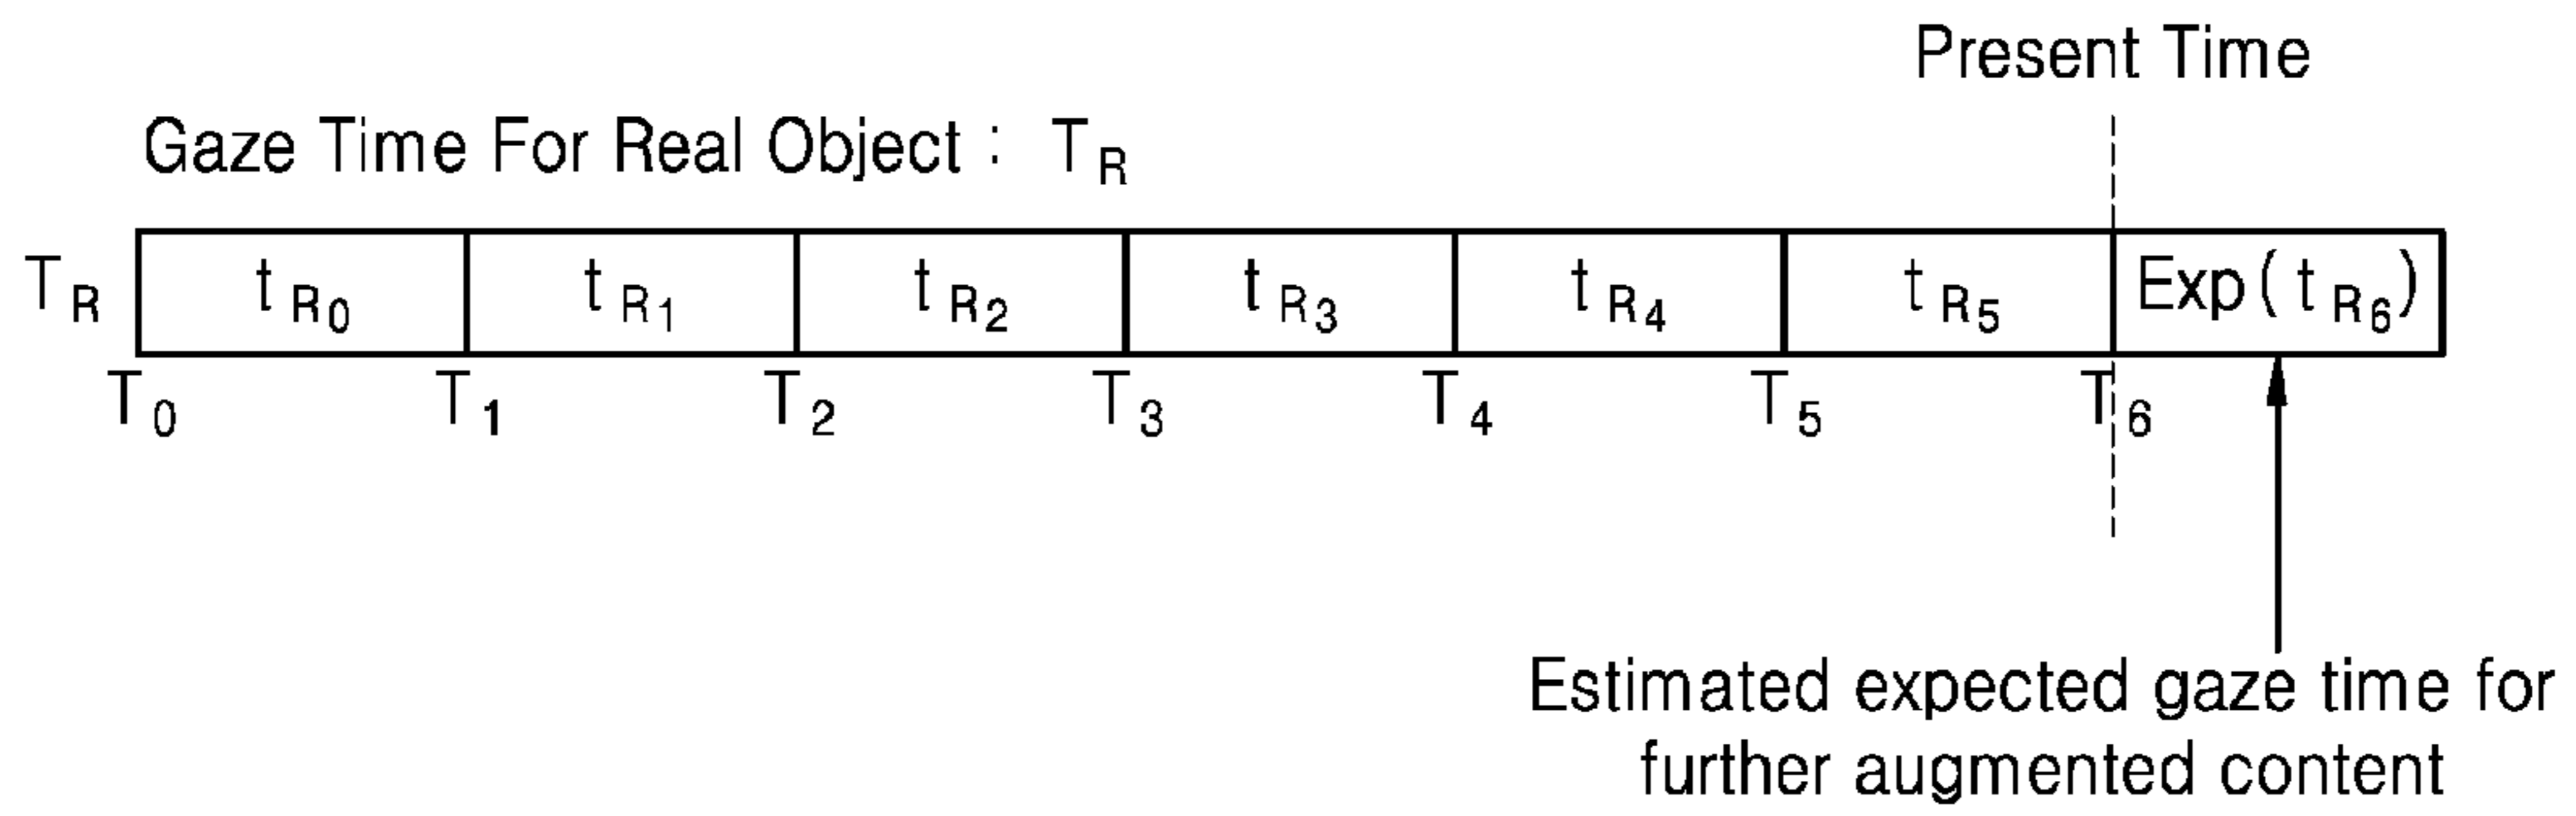 Present Time
Gaze Time For Real Object : T_R
T_R t_R0 t_R1 t_R2 t_R3 t_R4 t_R5 Exp(t_R6)
T_0 T_1 T_2 T_3 T_4 T_5 T_6
Estimated expected gaze time for
further augmented content